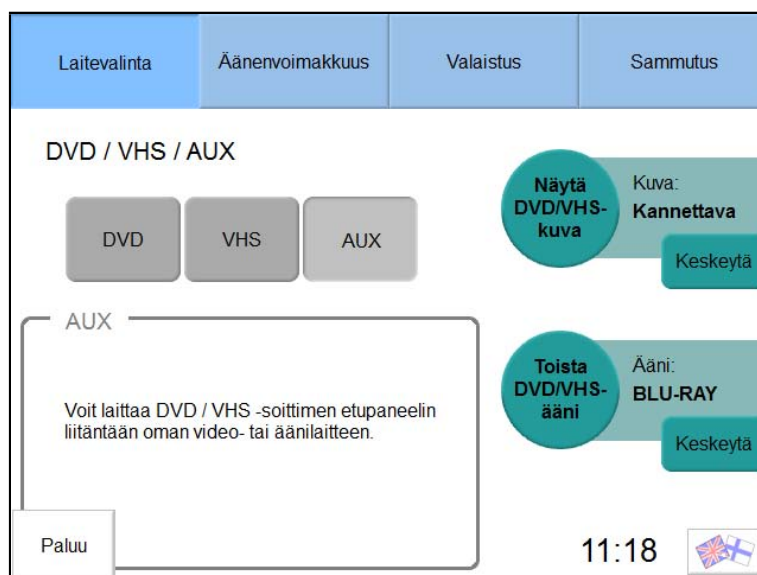 Laitevalinta
Äänenvoimakkuus
Valaistus
Sammutus
DVD / VHS / AUX
DVD
VHS
AUX
Näytä
DVD/VHS-
kuva
Kuva:
Kannettava
Keskeytä
AUX
Voit laittaa DVD / VHS -soittimen etupaneelin
liitäntään oman video- tai äänilaitteen.
Toista
DVD/VHS-
ääni
Ääni:
BLU-RAY
Keskeytä
Paluu
11:18